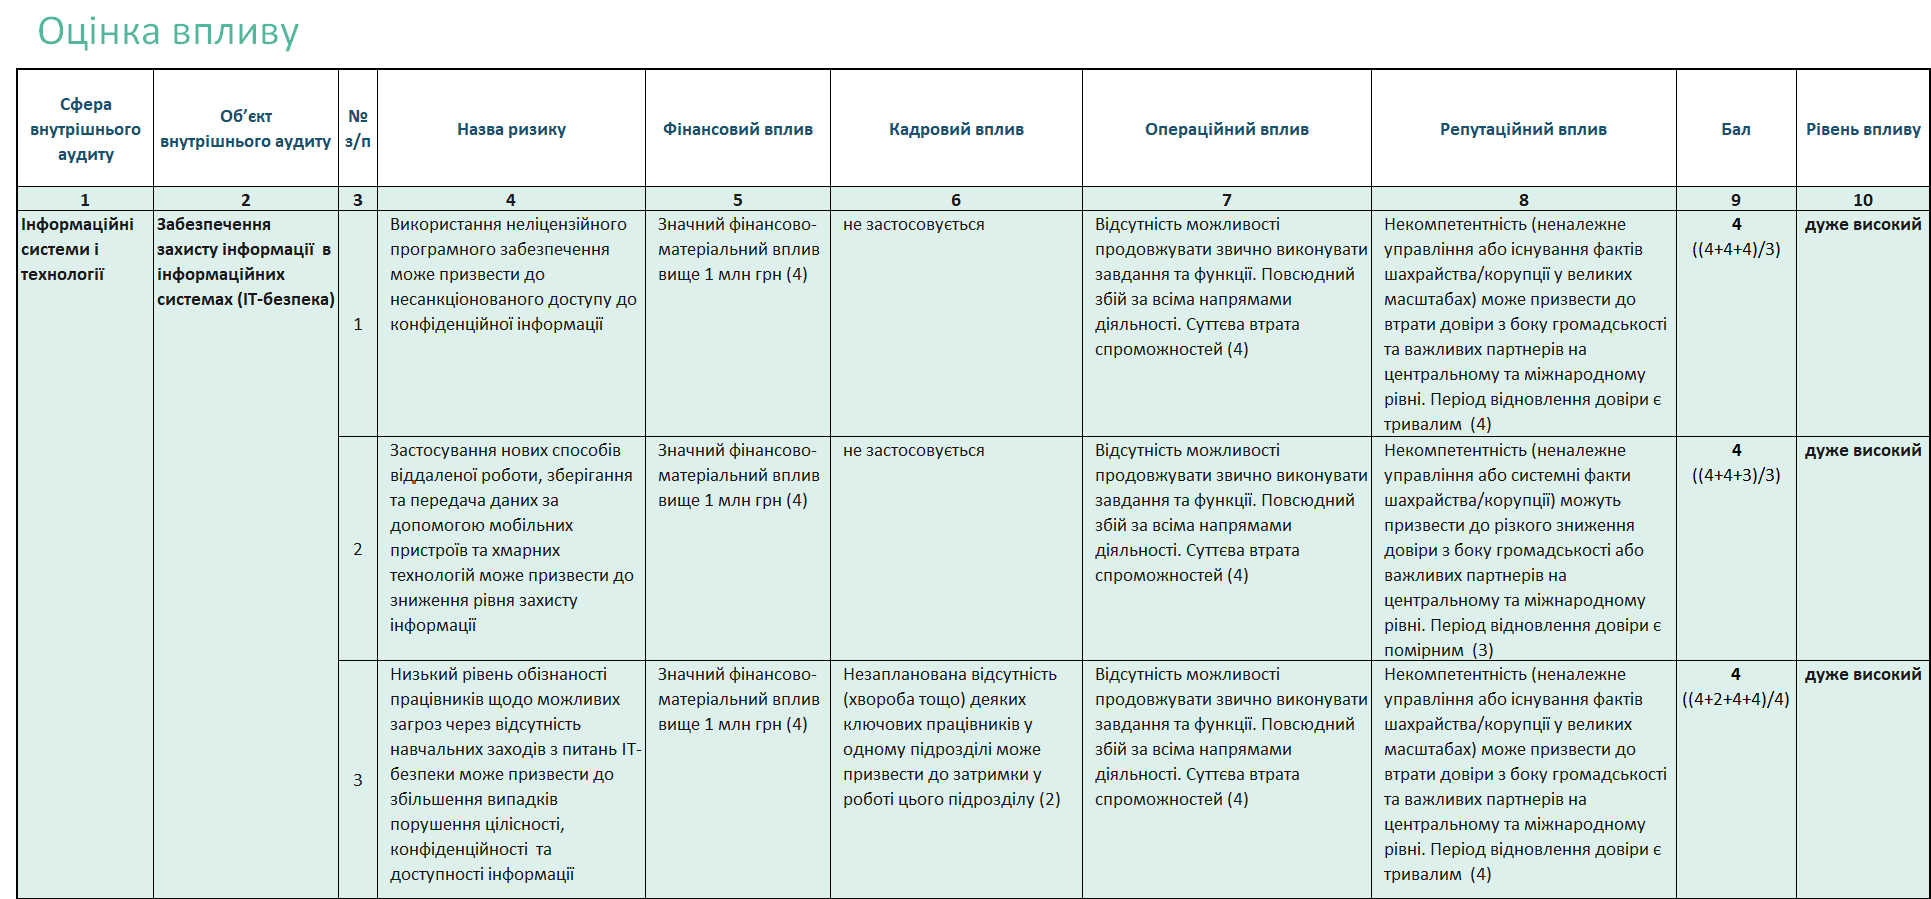 Оцінка впливу
Сфера
внутрішнього
аудиту
Об’єкт
внутрішнього аудиту
№
з/п
Назва ризику
Фінансовий вплив
Кадровий вплив
Операційний вплив
Репутаційний вплив
Бал
Рівень впливу
1
2
3
4
5
6
7
8
9
10
Інформаційні
системи і
технології
Забезпечення
захисту інформації в
інформаційних
системах (ІТ-безпека)
1
Використання неліцензійного
програмного забезпечення
може призвести до
несанкціонованого доступу до
конфіденційної інформації
Значний фінансово-
матеріальний вплив
вище 1 млн грн (4)
не застосовується
Відсутність можливості
продовжувати звично виконувати
завдання та функції. Повсюдний
збій за всіма напрямами
діяльності. Суттєва втрата
спроможностей (4)
Некомпетентність (неналежне
управління або існування фактів
шахрайства/корупції у великих
масштабах) може призвести до
втрати довіри з боку громадськості
та важливих партнерів на
центральному та міжнародному
рівні. Період відновлення довіри є
тривалим (4)
4
((4+4+4)/3)
дуже високий
2
Застосування нових способів
віддаленої роботи, зберігання
та передача даних за
допомогою мобільних
пристроїв та хмарних
технологій може призвести до
зниження рівня захисту
інформації
Значний фінансово-
матеріальний вплив
вище 1 млн грн (4)
не застосовується
Відсутність можливості
продовжувати звично виконувати
завдання та функції. Повсюдний
збій за всіма напрямами
діяльності. Суттєва втрата
спроможностей (4)
Некомпетентність (неналежне
управління або системні факти
шахрайства/корупції) можуть
призвести до різкого зниження
довіри з боку громадськості або
важливих партнерів на
центральному та міжнародному
рівні. Період відновлення довіри є
помірним (3)
4
((4+4+3)/3)
дуже високий
3
Низький рівень обізнаності
працівників щодо можливих
загроз через відсутність
навчальних заходів з питань ІТ-
безпеки може призвести до
збільшення випадків
порушення цілісності,
конфіденційності та
доступності інформації
Значний фінансово-
матеріальний вплив
вище 1 млн грн (4)
Незапланована відсутність
(хвороба тощо) деяких
ключових працівників у
одному підрозділі може
призвести до затримки у
роботі цього підрозділу (2)
Відсутність можливості
продовжувати звично виконувати
завдання та функції. Повсюдний
збій за всіма напрямами
діяльності. Суттєва втрата
спроможностей (4)
Некомпетентність (неналежне
управління або існування фактів
шахрайства/корупції у великих
масштабах) може призвести до
втрати довіри з боку громадськості
та важливих партнерів на
центральному та міжнародному
рівні. Період відновлення довіри є
тривалим (4)
4
((4+2+4+4)/4)
дуже високий